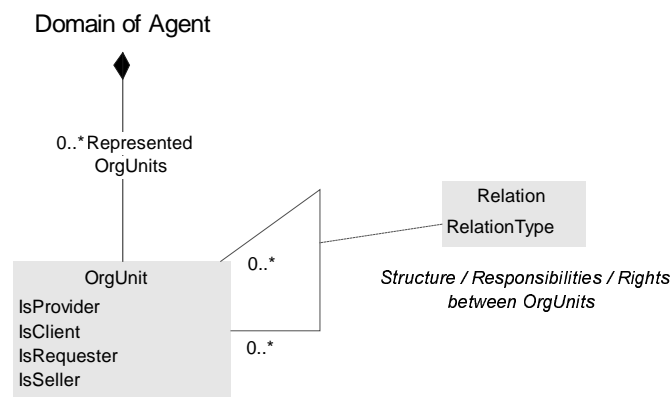 Domain of Agent
0..* Represented
OrgUnits
Relation
RelationType
0..*
OrgUnit
Structure / Responsibilities / Rights
between OrgUnits
IsProvider
IsClient
0..*
IsRequester
IsSeller